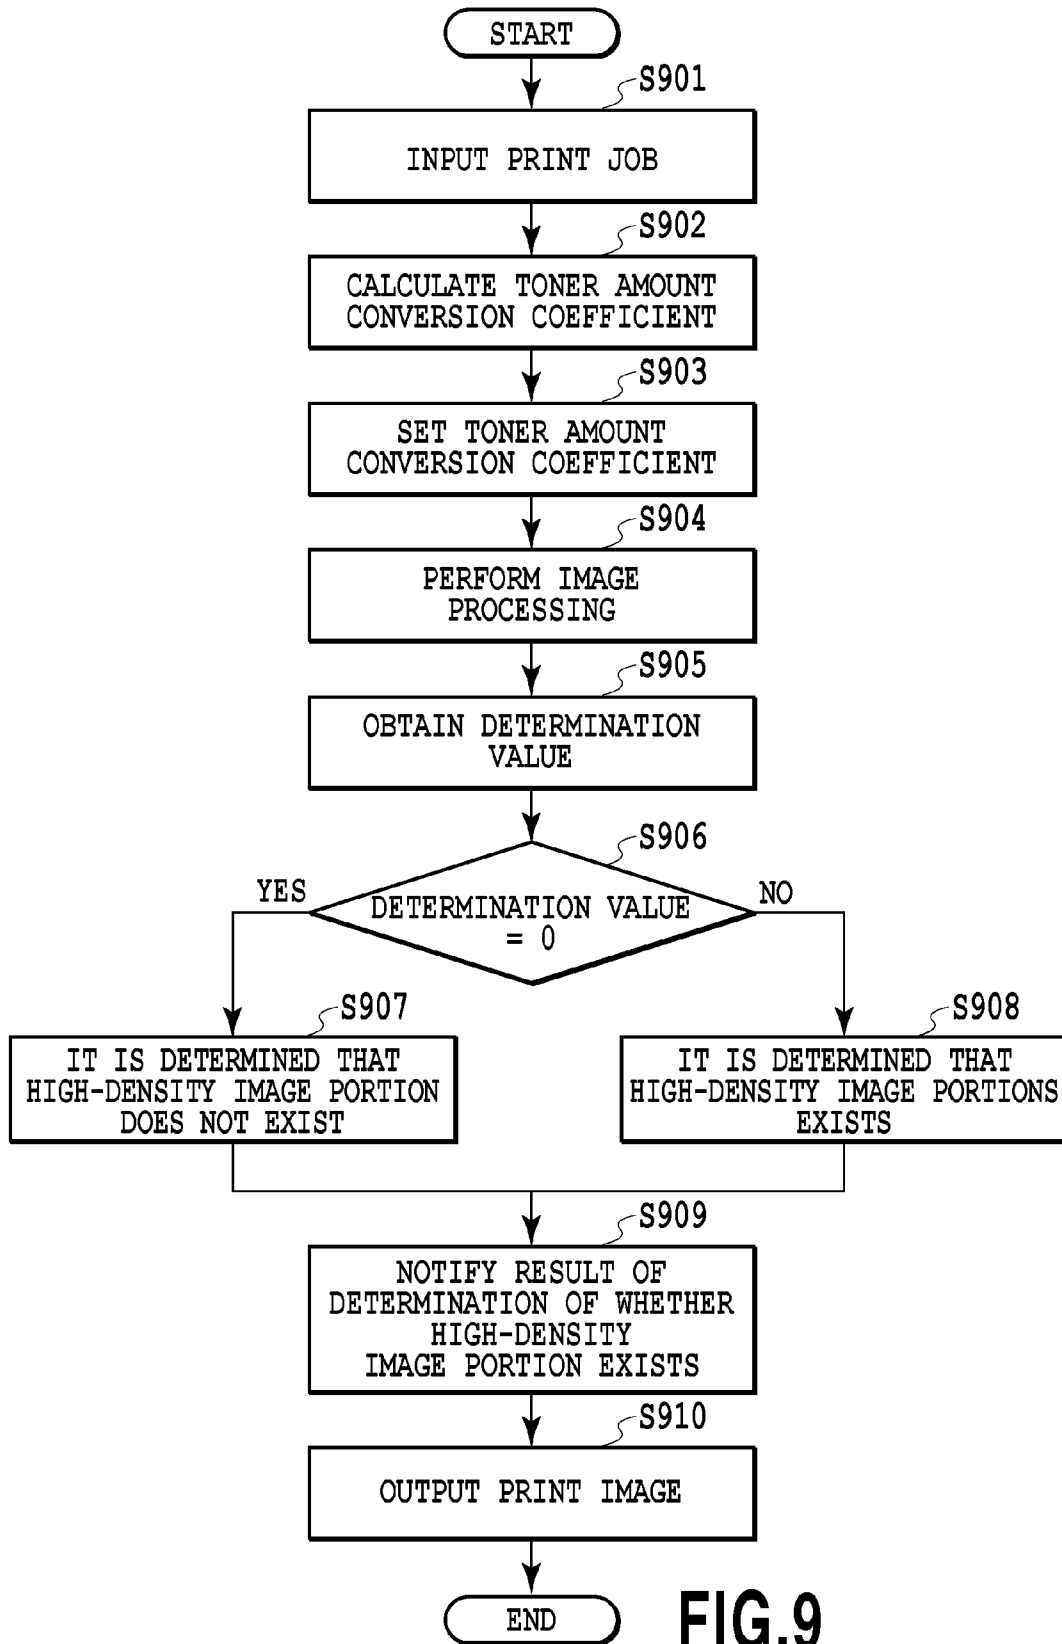 START
S901
INPUT PRINT JOB
S902
CALCULATE TONER AMOUNT
CONVERSION COEFFICIENT
S903
SET TONER AMOUNT
CONVERSION COEFFICIENT
S904
PERFORM IMAGE
PROCESSING
S905
OBTAIN DETERMINATION
VALUE
S906
YES
NO
DETERMINATION VALUE
= 0
S907
IT IS DETERMINED THAT
HIGH-DENSITY IMAGE PORTION
DOES NOT EXIST
S908
IT IS DETERMINED THAT
HIGH-DENSITY IMAGE PORTIONS
EXISTS
S909
NOTIFY RESULT OF
DETERMINATION OF WHETHER
HIGH-DENSITY
IMAGE PORTION EXISTS
S910
OUTPUT PRINT IMAGE
END
FIG.9